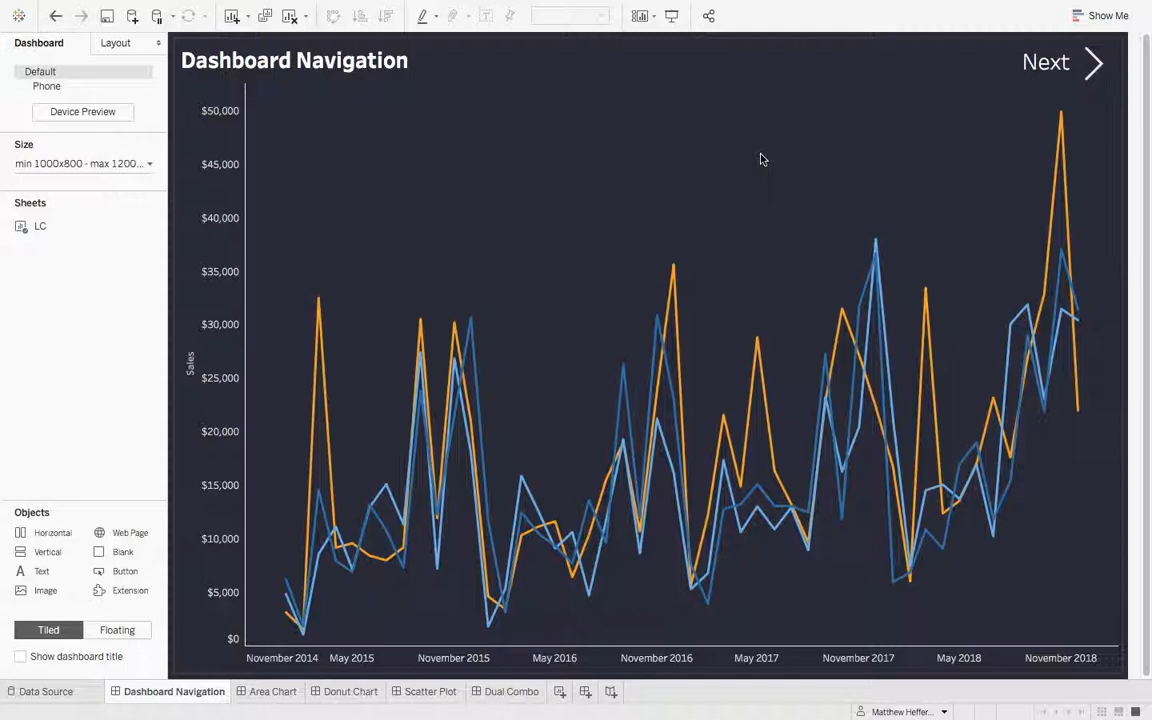 Show Me
Dashboard
Layout
Default
Phone
Device Preview
Size
min 1000x800 - max 1200...
Sheets
LC
Objects
Horizontal
Web Page
Vertical
Blank
Text
Button
Image
Extension
Tiled
Floating
Show dashboard title
Dashboard Navigation
Next
$50,000
$45,000
$40,000
$35,000
$30,000
$25,000
$20,000
$15,000
$10,000
$5,000
$0
Sales
November 2014 May 2015 November 2015 May 2016 November 2016 May 2017 November 2017 May 2018 November 2018
Data Source Dashboard Navigation Area Chart Donut Chart Scatter Plot Dual Combo
Matthew Heffer...